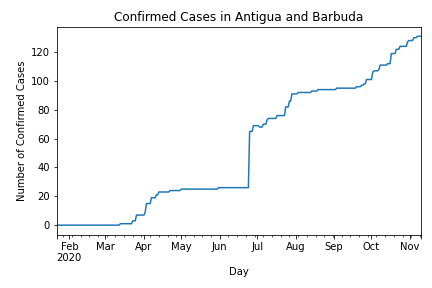 Confirmed Cases in Antigua and Barbuda
Number of Confirmed Cases
120
100
80
60
40
20
0
Feb Mar Apr May Jun Jul Aug Sep Oct Nov
2020
Day